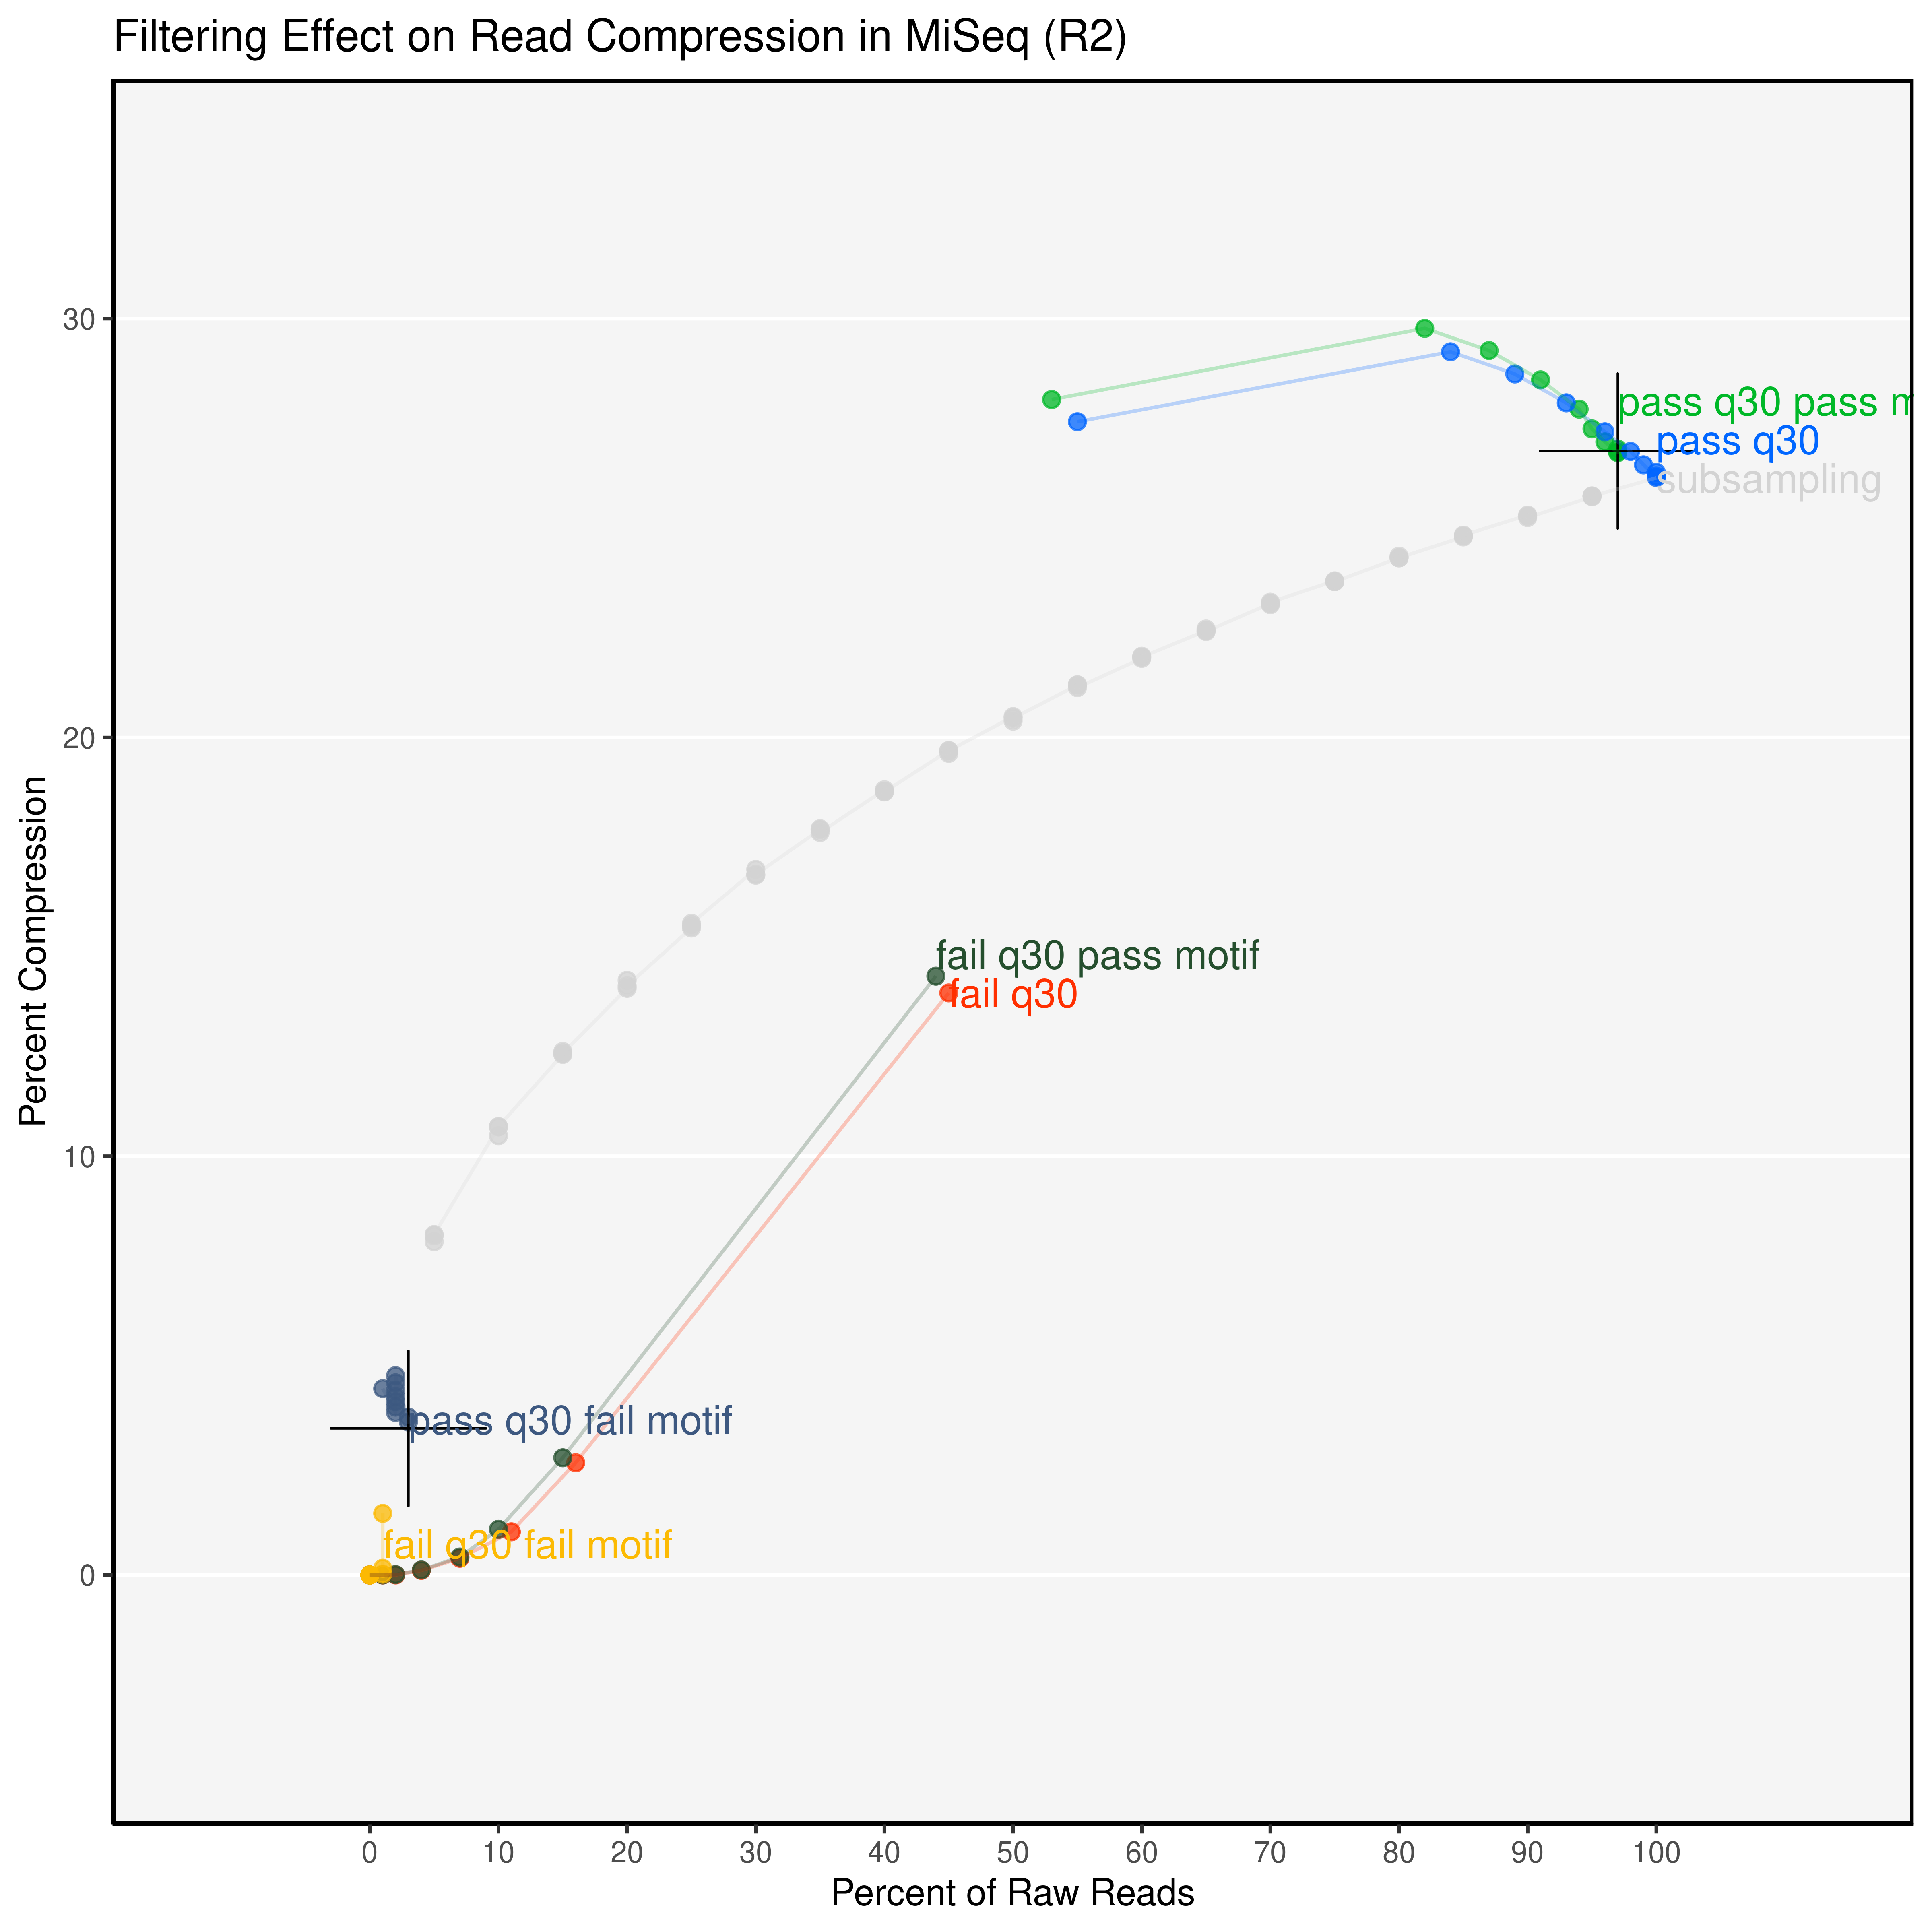 Filtering Effect on Read Compression in MiSeq (R2)
30
20
10
0
Percent Compression
pass q30 pass m
pass q30
subsampling
fail q30 pass motif
fail q30
pass q30 fail motif
fail q30 fail motif
0 10 20 30 40 50 60 70 80 90 100
Percent of Raw Reads